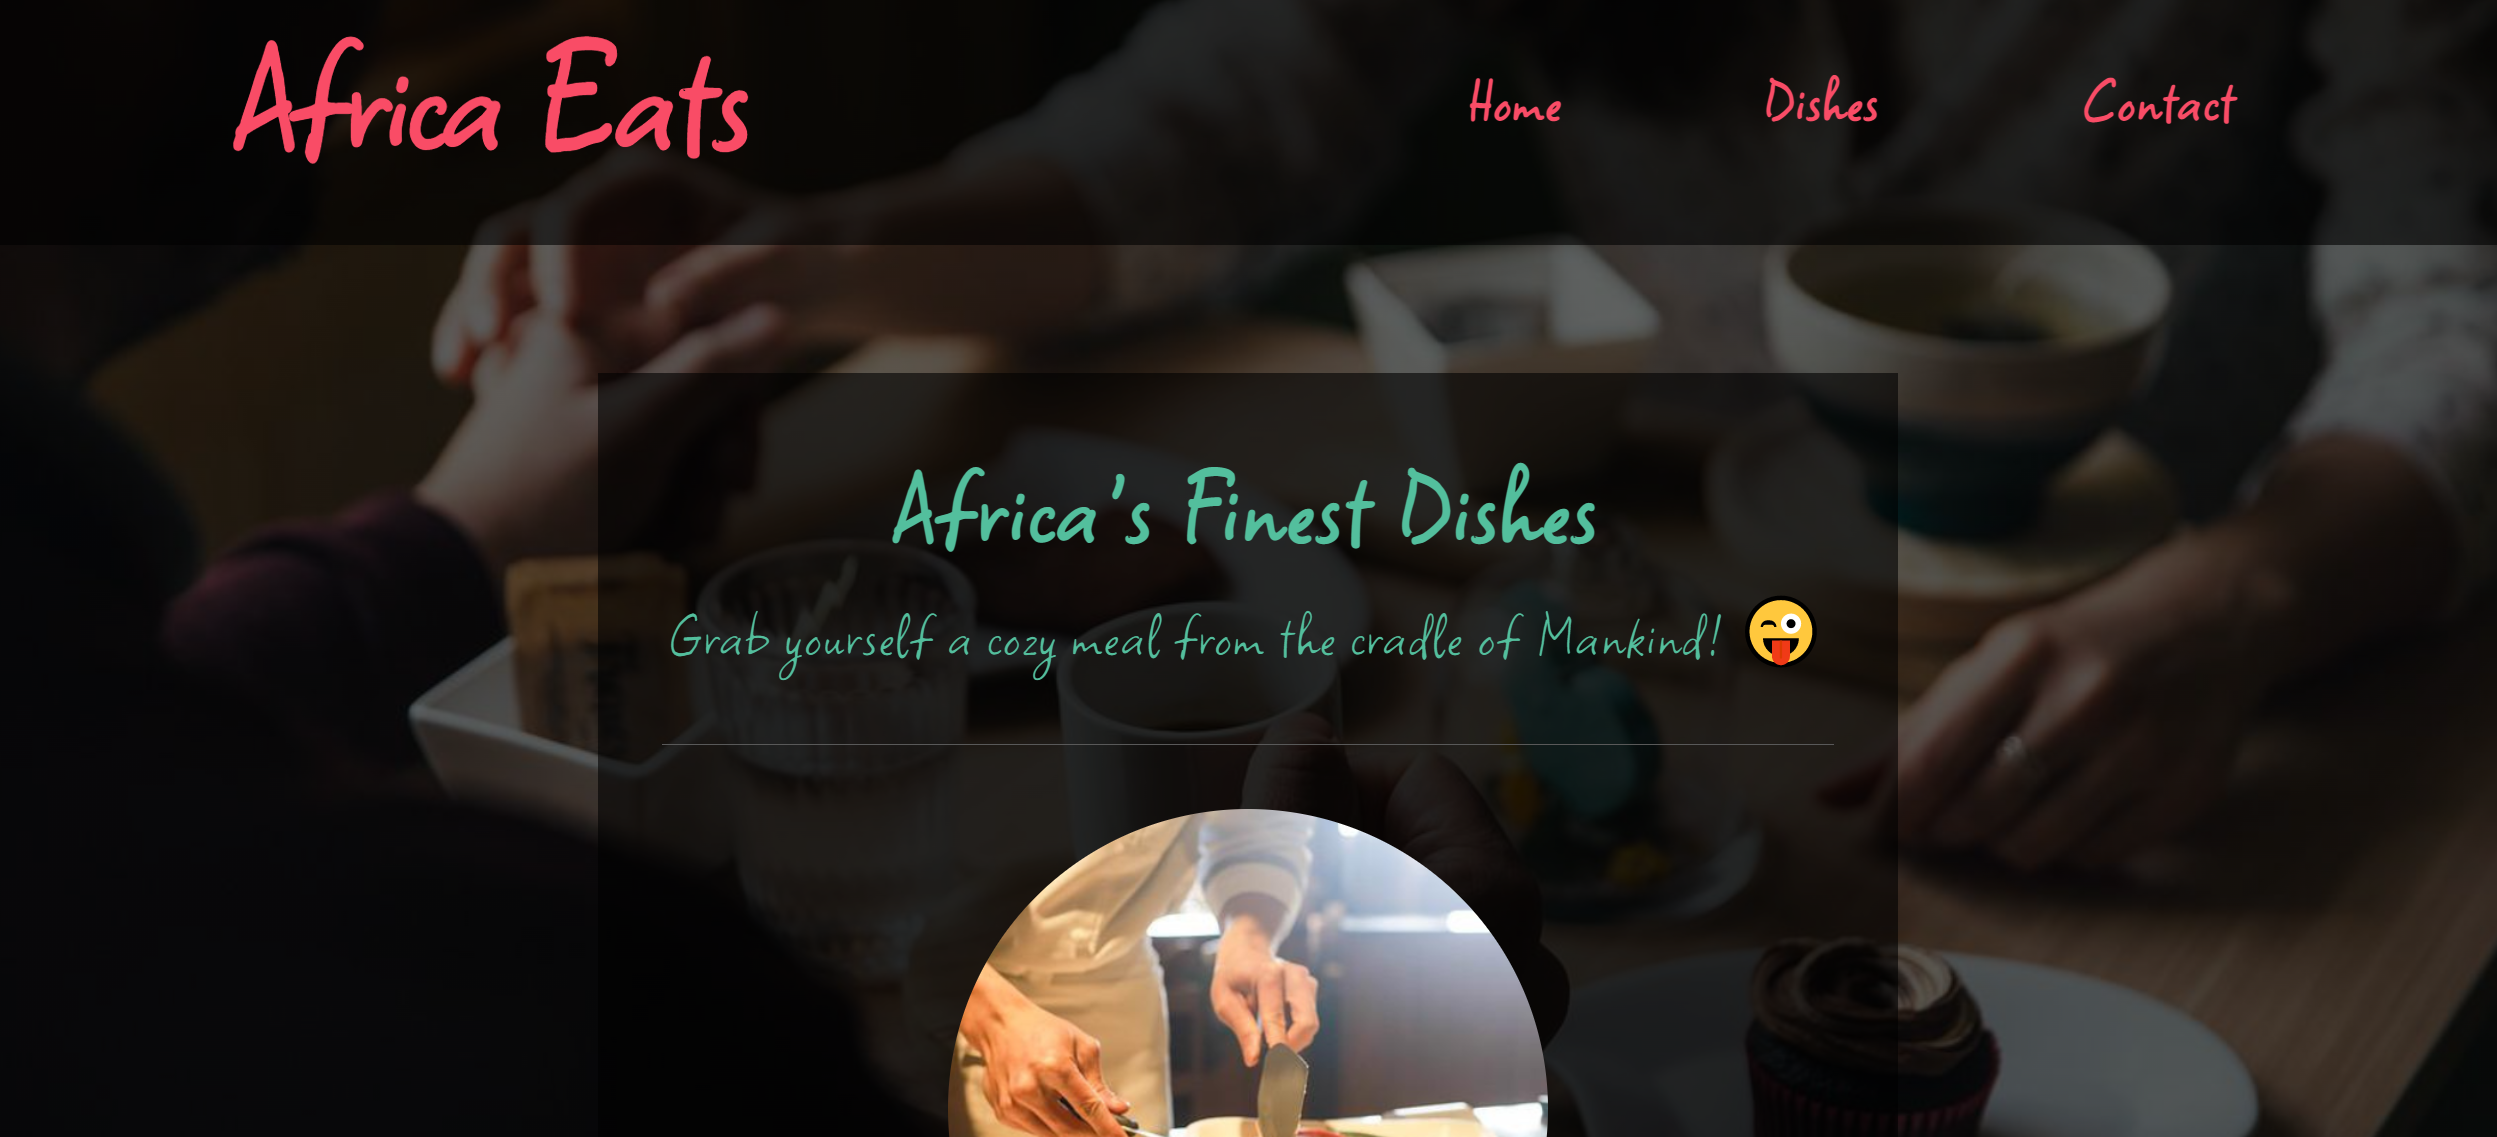 Africa Eats
Home
Dishes
Contact
Africa's Finest Dishes
Grab yourself a cozy meal from the cradle of Mankind! 😜